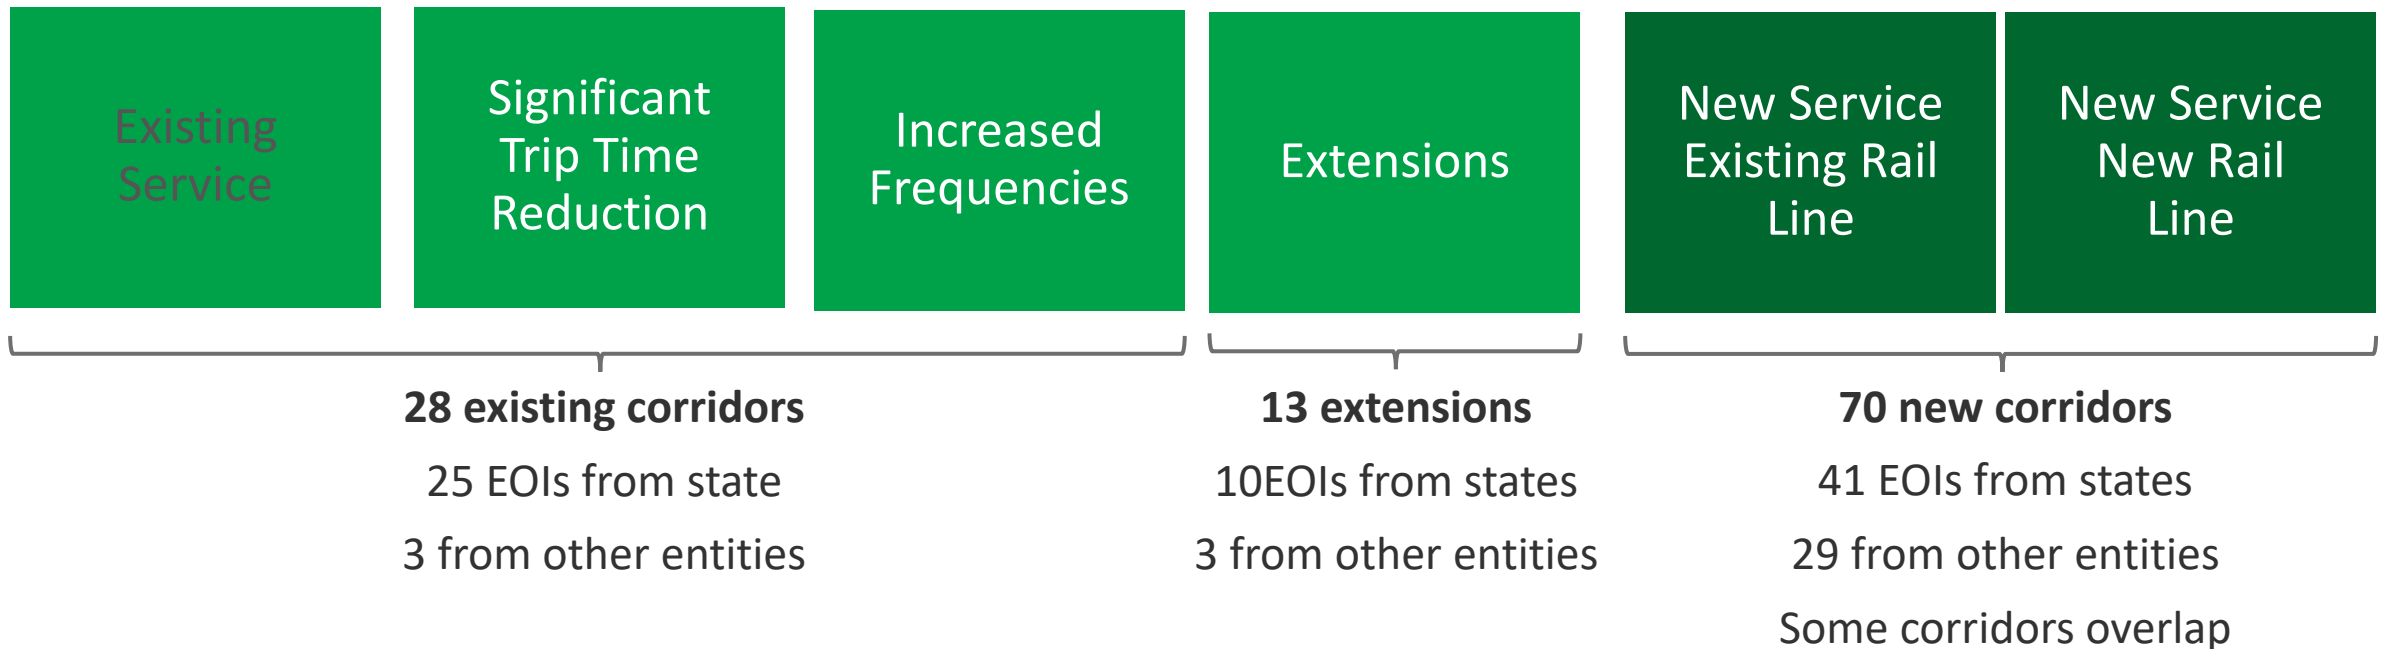 Existing
Service
Significant
Trip Time
Reduction
Increased
Frequencies
Extensions
New Service
Existing Rail
Line
New Service
New Rail
Line
28 existing corridors
25 EOIs from state
3 from other entities
13 extensions
10EOIs from states
3 from other entities
70 new corridors
41 EOIs from states
29 from other entities
Some corridors overlap